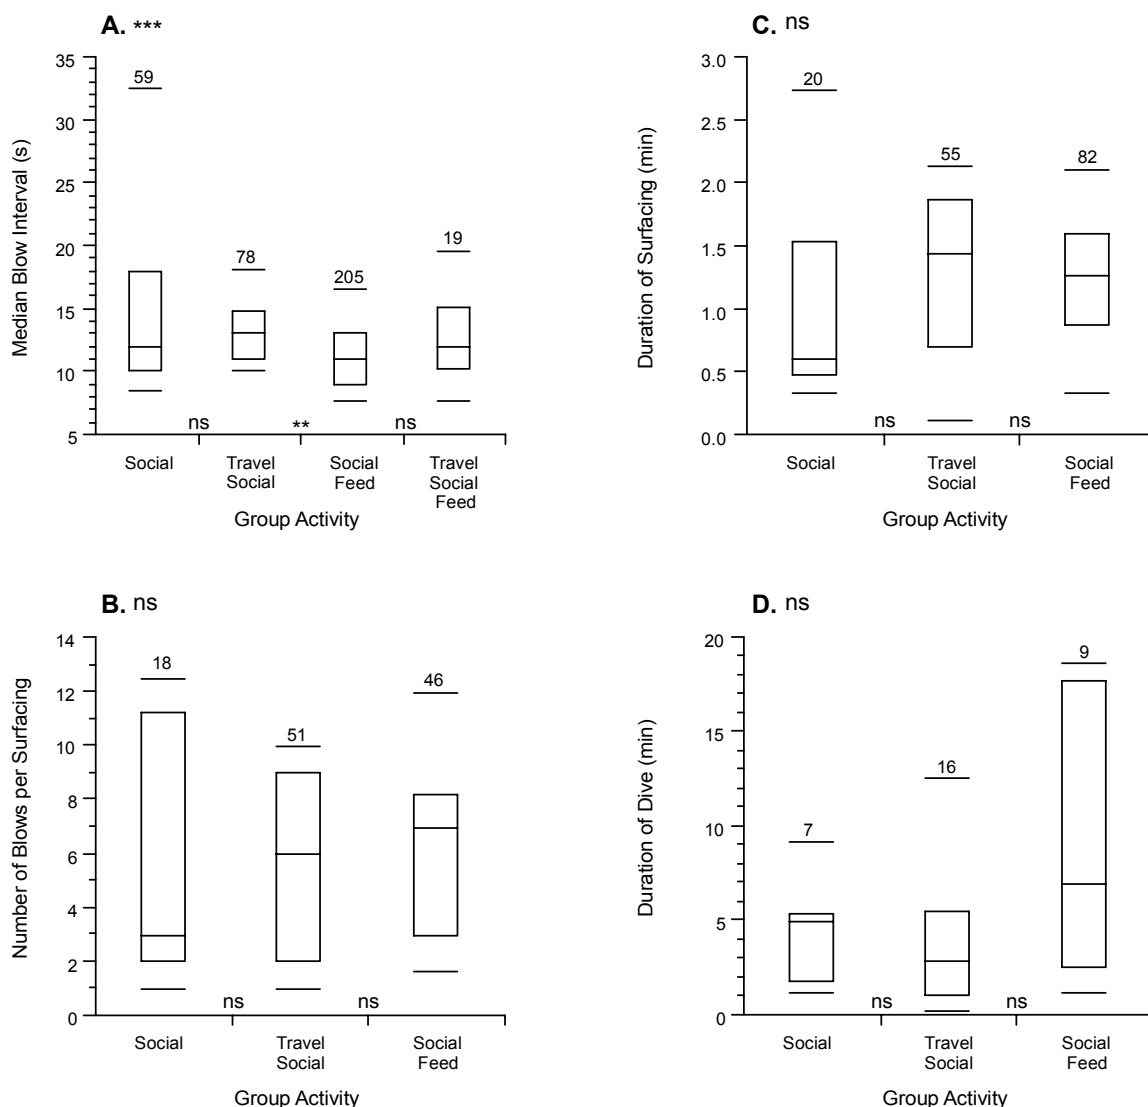 A. ***
35
30
25
20
15
10
5
Median Blow Interval (s)
59
78
205
19
ns
**
ns
Social
Travel
Social
Social
Feed
Travel
Social
Feed
Group Activity
C. ns
3.0
2.5
2.0
1.5
1.0
0.5
0.0
Duration of Surfacing (min)
20
55
82
ns
ns
Social
Travel
Social
Social
Feed
Group Activity
B. ns
14
12
10
8
6
4
2
0
Number of Blows per Surfacing
18
51
46
ns
ns
Social
Travel
Social
Social
Feed
Group Activity
D. ns
20
15
10
5
0
Duration of Dive (min)
7
16
9
ns
ns
Social
Travel
Social
Social
Feed
Group Activity